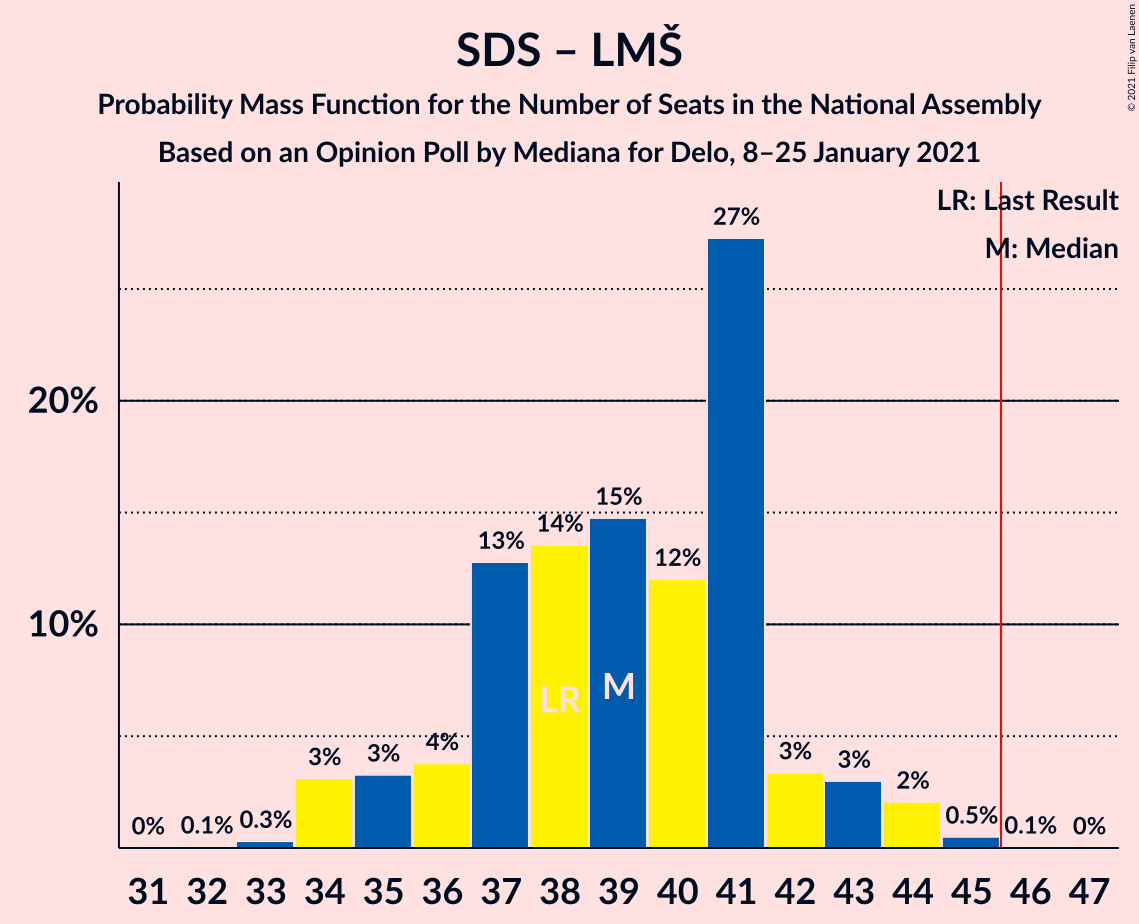 SDS – LMŠ
Probability Mass Function for the Number of Seats in the National Assembly
Based on an Opinion Poll by Mediana for Delo, 8–25 January 2021
© 2021 Filip van Laenen
LR: Last Result
M: Median
27%
20%
15%
14%
13%
12%
10%
LR
M
4%
3%
3%
3%
3%
2%
0%
0.1%
0.3%
0.5%
0.1%
0%
31 32 33 34 35 36 37 38 39 40 41 42 43 44 45 46 47